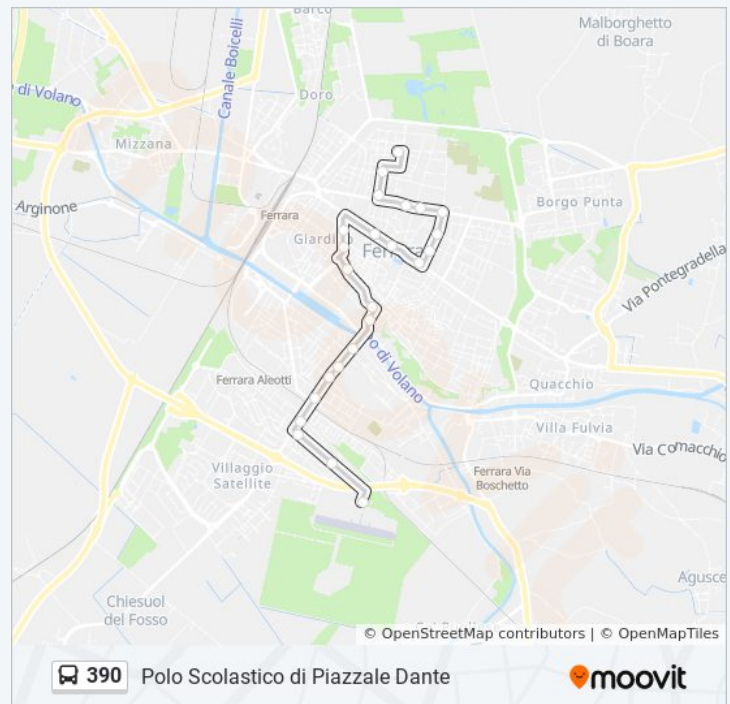 Barco
Malborghetto
di Boara
Canale Boicelli
di Volano
Doro
Mizzana
Arginone
Ferrara
Borgo Punta
Giardino
Ferrara
Via Pontegradella
di Volano
Ferrara Aleotti
Quacchio
Villa Fulvia
Via Comacchio
Villaggio
Satellite
Ferrara Via
Boschetto
Chiesuol
del Fosso
Agusce
© OpenStreetMap contributors | © OpenMapTiles
390 Polo Scolastico di Piazzale Dante
moovit